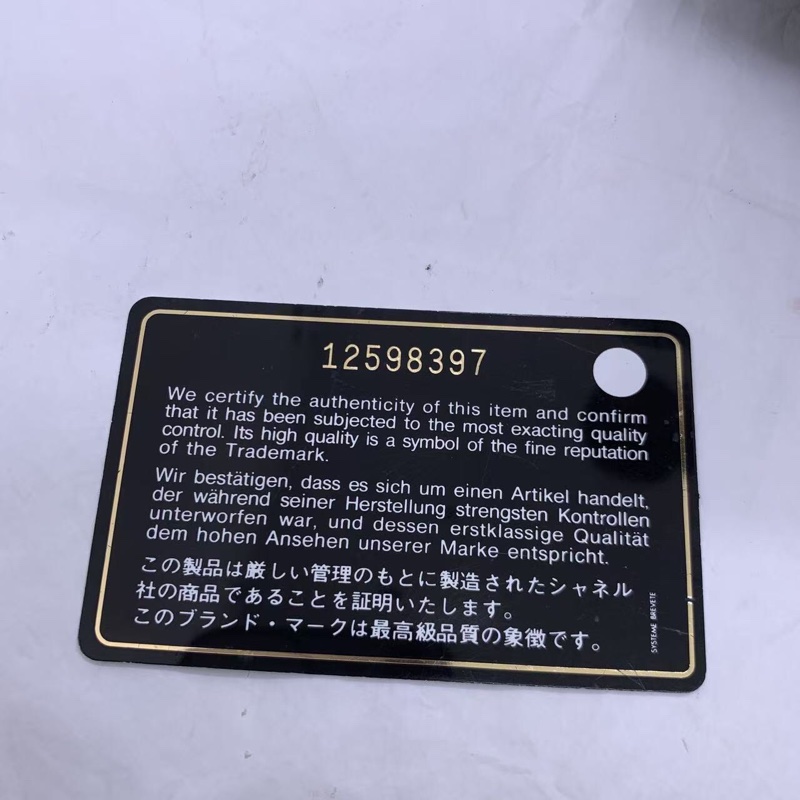 12598397
We certify the authenticity of this item and confirm
that it has been subjected to the most exacting quality
control. Its high quality is a symbol of the fine reputation
of the Trademark.
Wir bestätigen, dass es sich um einen Artikel handelt,
der während seiner Herstellung strengsten Kontrollen
unterworfen war, und dessen erstklassige Qualität
dem hohen Ansehen unserer Marke entspricht.
この製品は厳しい管理のもとに製造されたシャネル
社の商品であることを証明いたします。
このブランド・マークは最高級品質の象徴です。
SYSTEME BREVETE